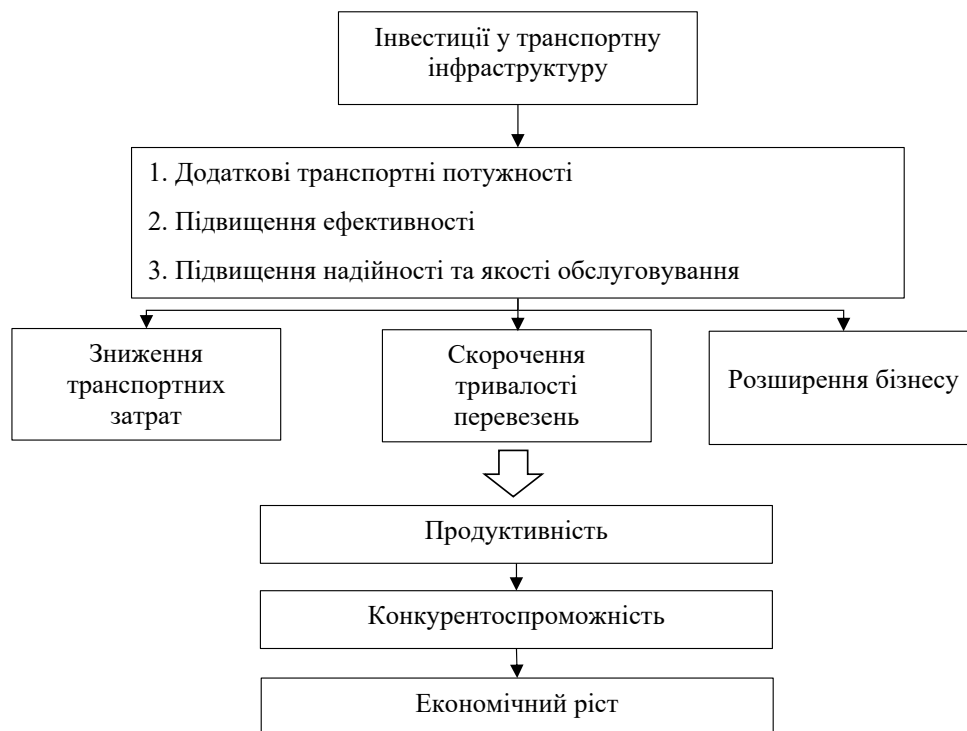 Інвестиції у транспортну
інфраструктуру
1. Додаткові транспортні потужності
2. Підвищення ефективності
3. Підвищення надійності та якості обслуговування
Зниження
транспортних
затрат
Скорочення
тривалості
перевезень
Розширення бізнесу
Продуктивність
Конкурентоспроможність
Економічний ріст